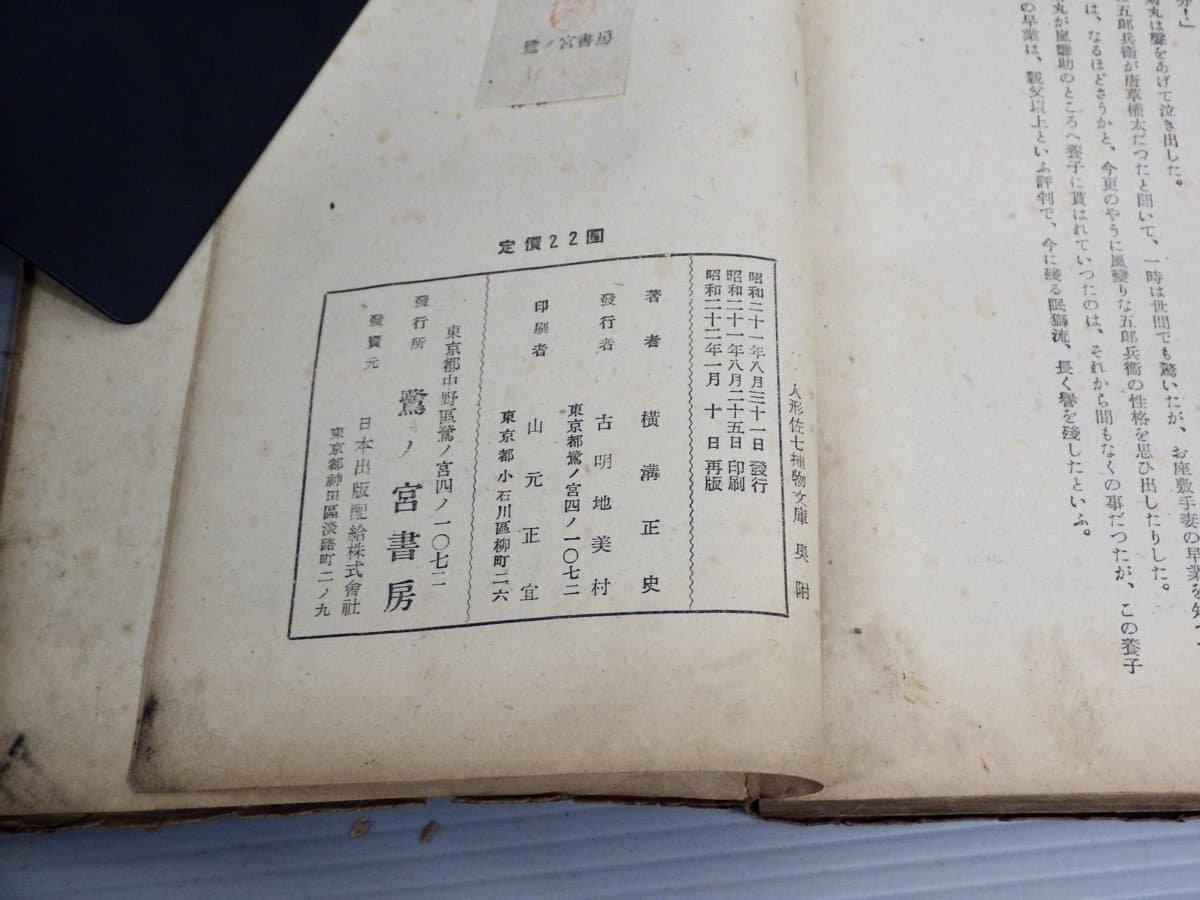 分！」
丸は聲をあげて泣き出した。
五郎兵衞が唐草權太だつたと聞いて、一時は世間でも驚いたが、お座敷手妻の早業を知つて
は、なるほどさうかと、今更のやうに風變りな五郎兵衞の性格を思ひ出したりした。
丸が嵐雛助のところへ養子に貰はれていつたのは、それから間もなくの事だつたが、この養子
の早業は、親父以上といふ評判で、今に殘る眠獅流、長く譽を殘したといふ。
鷺ノ宮書房
定價22圓
人形佐七捕物文庫 奧附
昭和二十一年八月三十一日 發行
昭和二十一年八月二十五日 印刷
昭和二十二年一月 十 日 再版
著者 橫溝正史
發行者 古明地美村
東京都鷺ノ宮四ノ一〇七二
印刷者 山元正宜
東京都小石川區柳町二六
東京都中野區鷺ノ宮四ノ一〇七二
發行所 鷺ノ宮書房
發賣元 日本出版配給株式會社
東京都神田區淡路町二ノ九